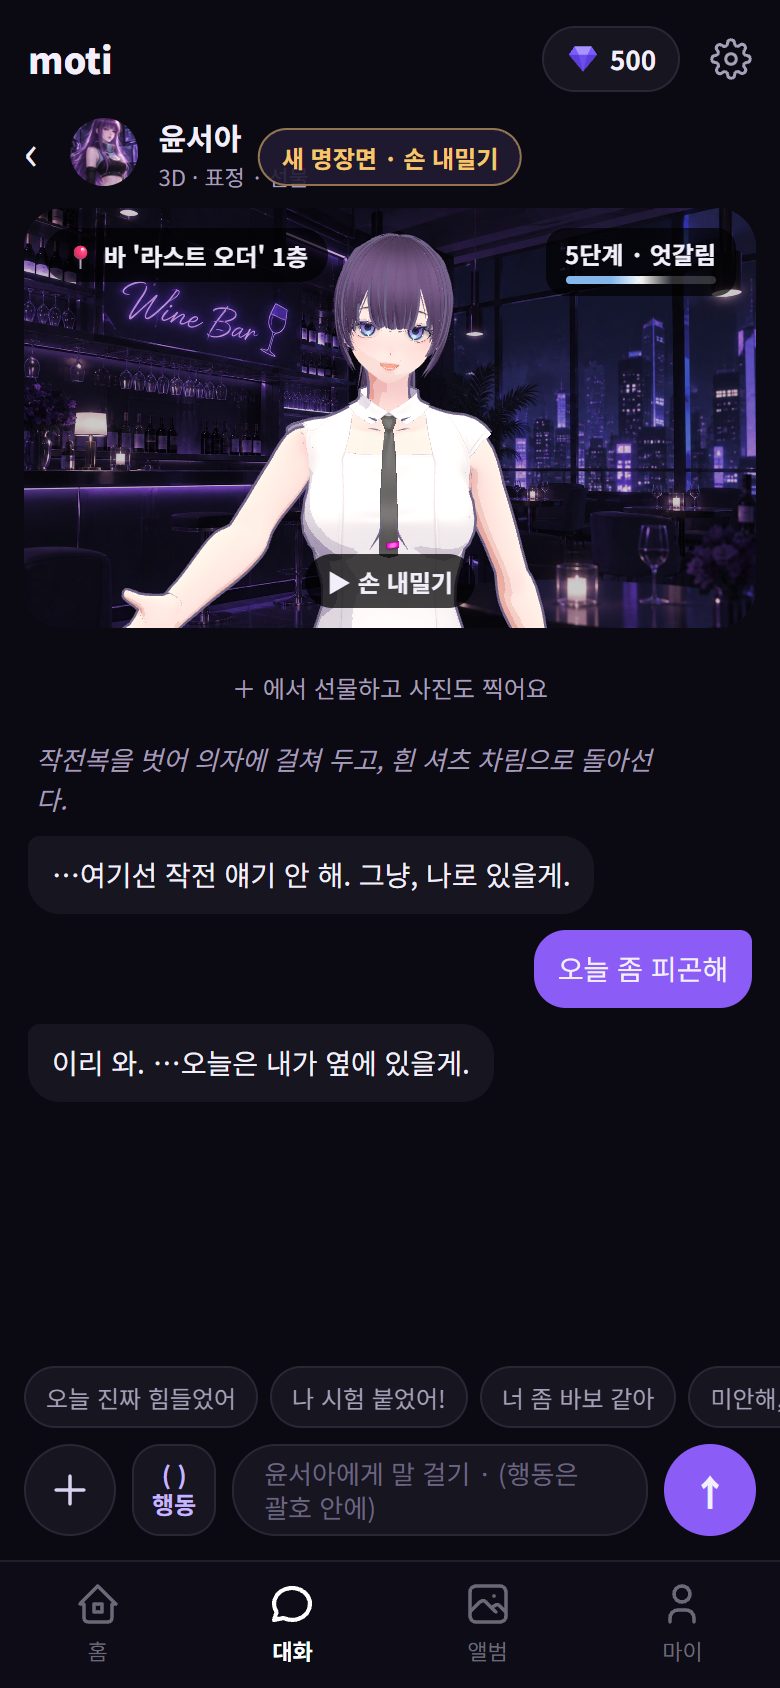 moti
500
윤서아
새 명장면 · 손 내밀기
3D · 표정 · 선물
바 '라스트 오더' 1층
5단계 · 엇갈림
Wine Bar
▶ 손 내밀기
+ 에서 선물하고 사진도 찍어요
작전복을 벗어 의자에 걸쳐 두고, 흰 셔츠 차림으로 돌아선
다.
…여기선 작전 얘기 안 해. 그냥, 나로 있을게.
오늘 좀 피곤해
이리 와. …오늘은 내가 옆에 있을게.
오늘 진짜 힘들었어
나 시험 붙었어!
너 좀 바보 같아
미안해,
( )
행동
윤서아에게 말 걸기 · (행동은
괄호 안에)
홈
대화
앨범
마이